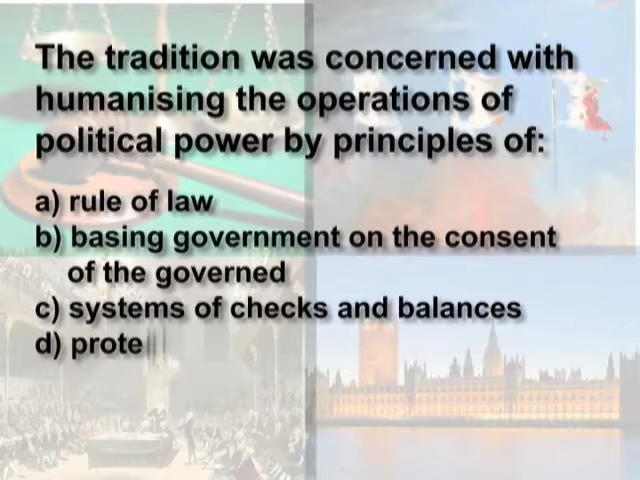 The tradition was concerned with
humanising the operations of
political power by principles of:
a) rule of law
b) basing government on the consent
of the governed
c) systems of checks and balances
d) prote